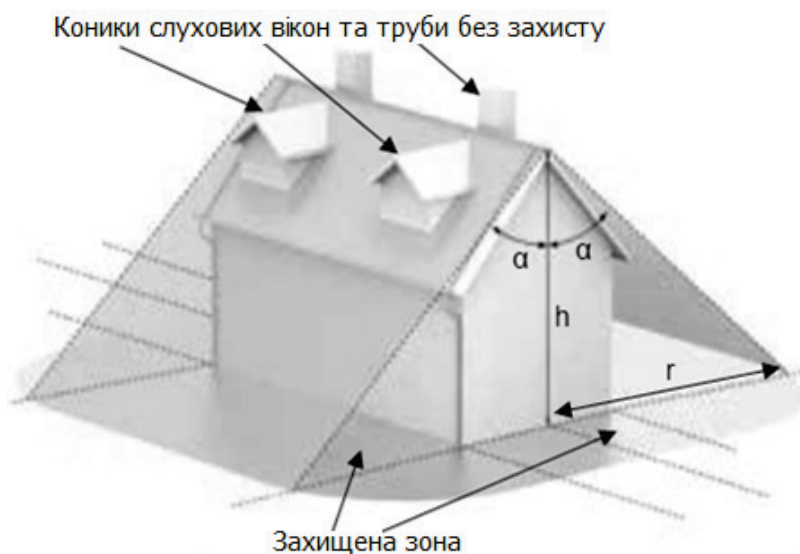 Коники слухових вікон та труби без захисту
α α
h
r
Захищена зона